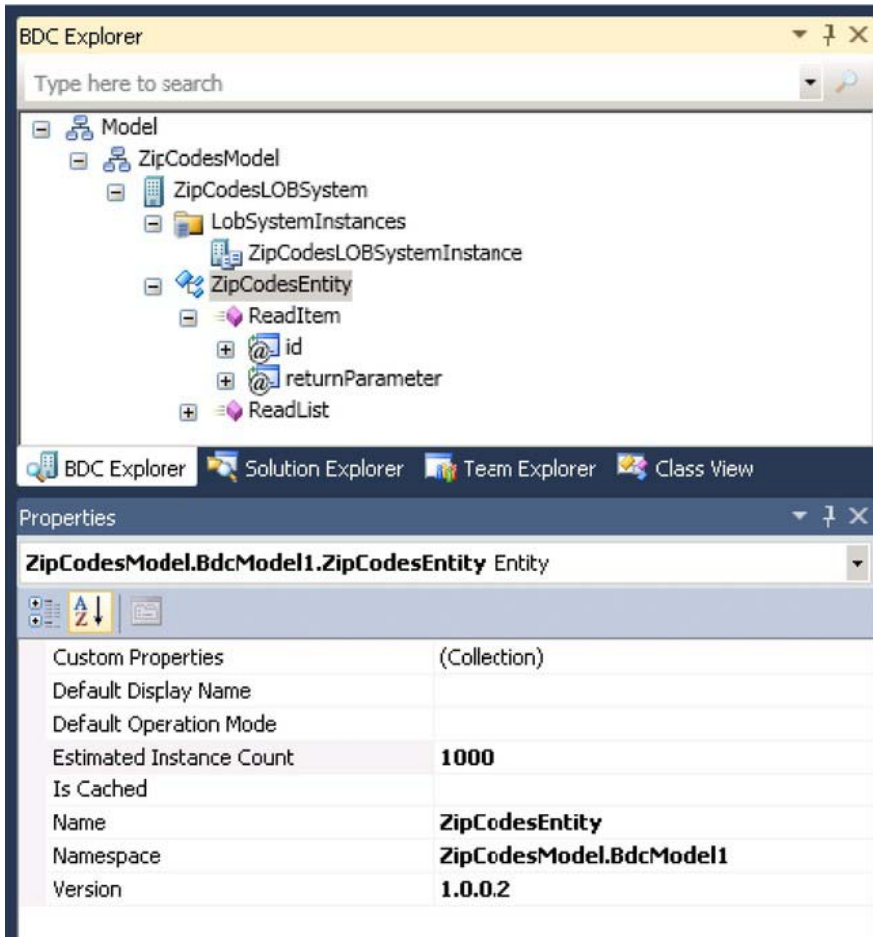 BDC Explorer
Type here to search
Model
ZipCodesModel
ZipCodesLOBSystem
LobSystemInstances
ZipCodesLOBSystemInstance
ZipCodesEntity
ReadItem
id
returnParameter
ReadList
BDC Explorer Solution Explorer Team Explorer Class View
Properties
ZipCodesModel.BdcModel1.ZipCodesEntity Entity
Custom Properties (Collection)
Default Display Name
Default Operation Mode
Estimated Instance Count 1000
Is Cached
Name ZipCodesEntity
Namespace ZipCodesModel.BdcModel1
Version 1.0.0.2